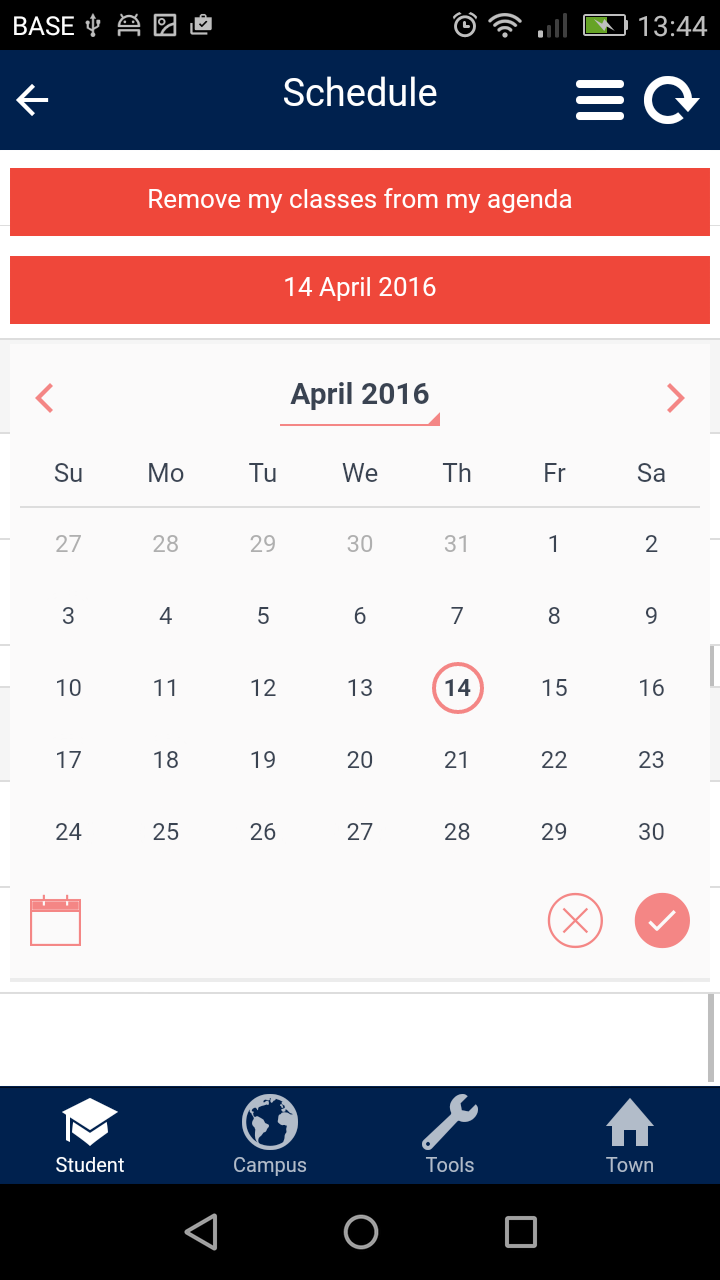 BASE 13:44
Schedule
Remove my classes from my agenda
14 April 2016
April 2016
Su Mo Tu We Th Fr Sa
27 28 29 30 31 1 2
3 4 5 6 7 8 9
10 11 12 13 14 15 16
17 18 19 20 21 22 23
24 25 26 27 28 29 30
Student Campus Tools Town